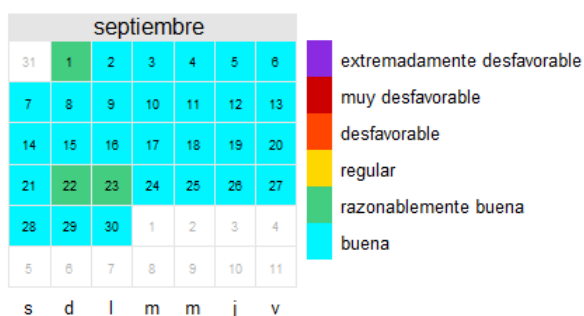 septiembre
31 1 2 3 4 5 6
7 8 9 10 11 12 13
14 15 16 17 18 19 20
21 22 23 24 25 26 27
28 29 30 1 2 3 4
5 6 7 8 9 10 11
s d l m m j v
extremadamente desfavorable
muy desfavorable
desfavorable
regular
razonablemente buena
buena